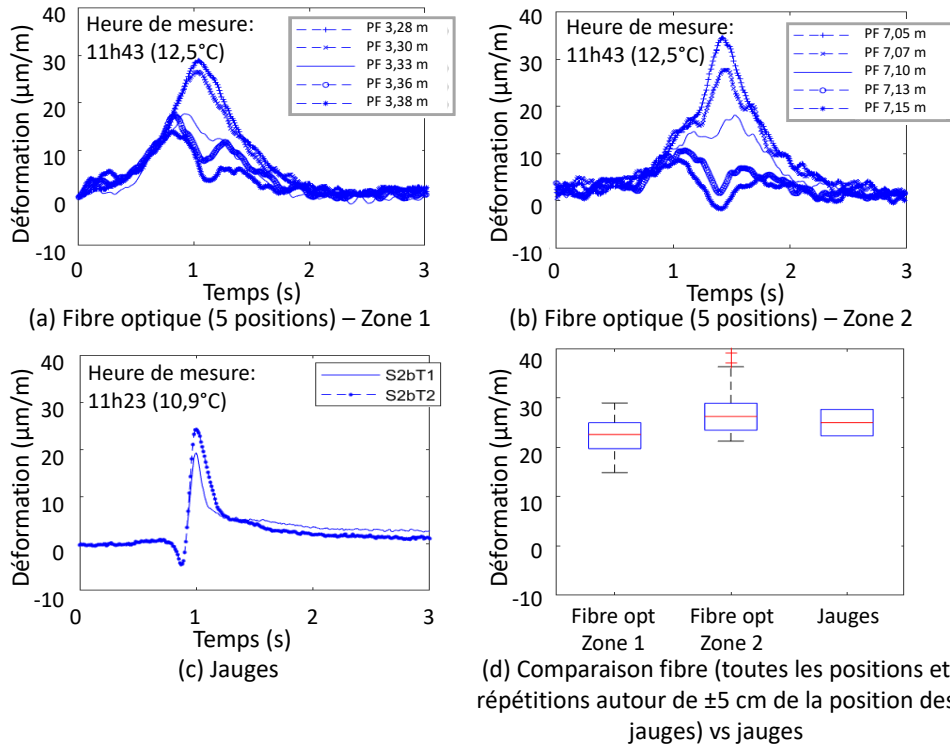 Déformation (µm/m)
40
30
20
10
0
-10
Heure de mesure:
11h43 (12,5°C)
PF 3,28 m
PF 3,30 m
PF 3,33 m
PF 3,36 m
PF 3,38 m
0
1
2
3
Temps (s)
(a) Fibre optique (5 positions) – Zone 1
Déformation (µm/m)
40
30
20
10
0
-10
Heure de mesure:
11h43 (12,5°C)
PF 7,05 m
PF 7,07 m
PF 7,10 m
PF 7,13 m
PF 7,15 m
0
1
2
3
Temps (s)
(b) Fibre optique (5 positions) – Zone 2
Déformation (µm/m)
40
30
20
10
0
-10
Heure de mesure:
11h23 (10,9°C)
S2bT1
S2bT2
0
1
2
3
Temps (s)
(c) Jauges
Déformation (µm/m)
40
30
20
10
0
-10
Fibre opt
Zone 1
Fibre opt
Zone 2
Jauges
(d) Comparaison fibre (toutes les positions et
répétitions autour de ±5 cm de la position des
jauges) vs jauges